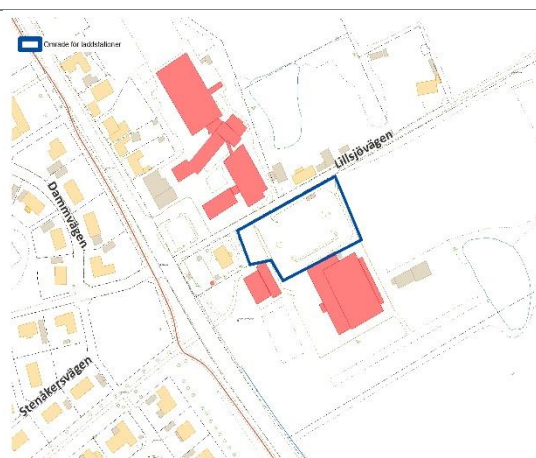 Område för laddstationer
Lillsjövägen
Dammvägen
Stenåkersvägen